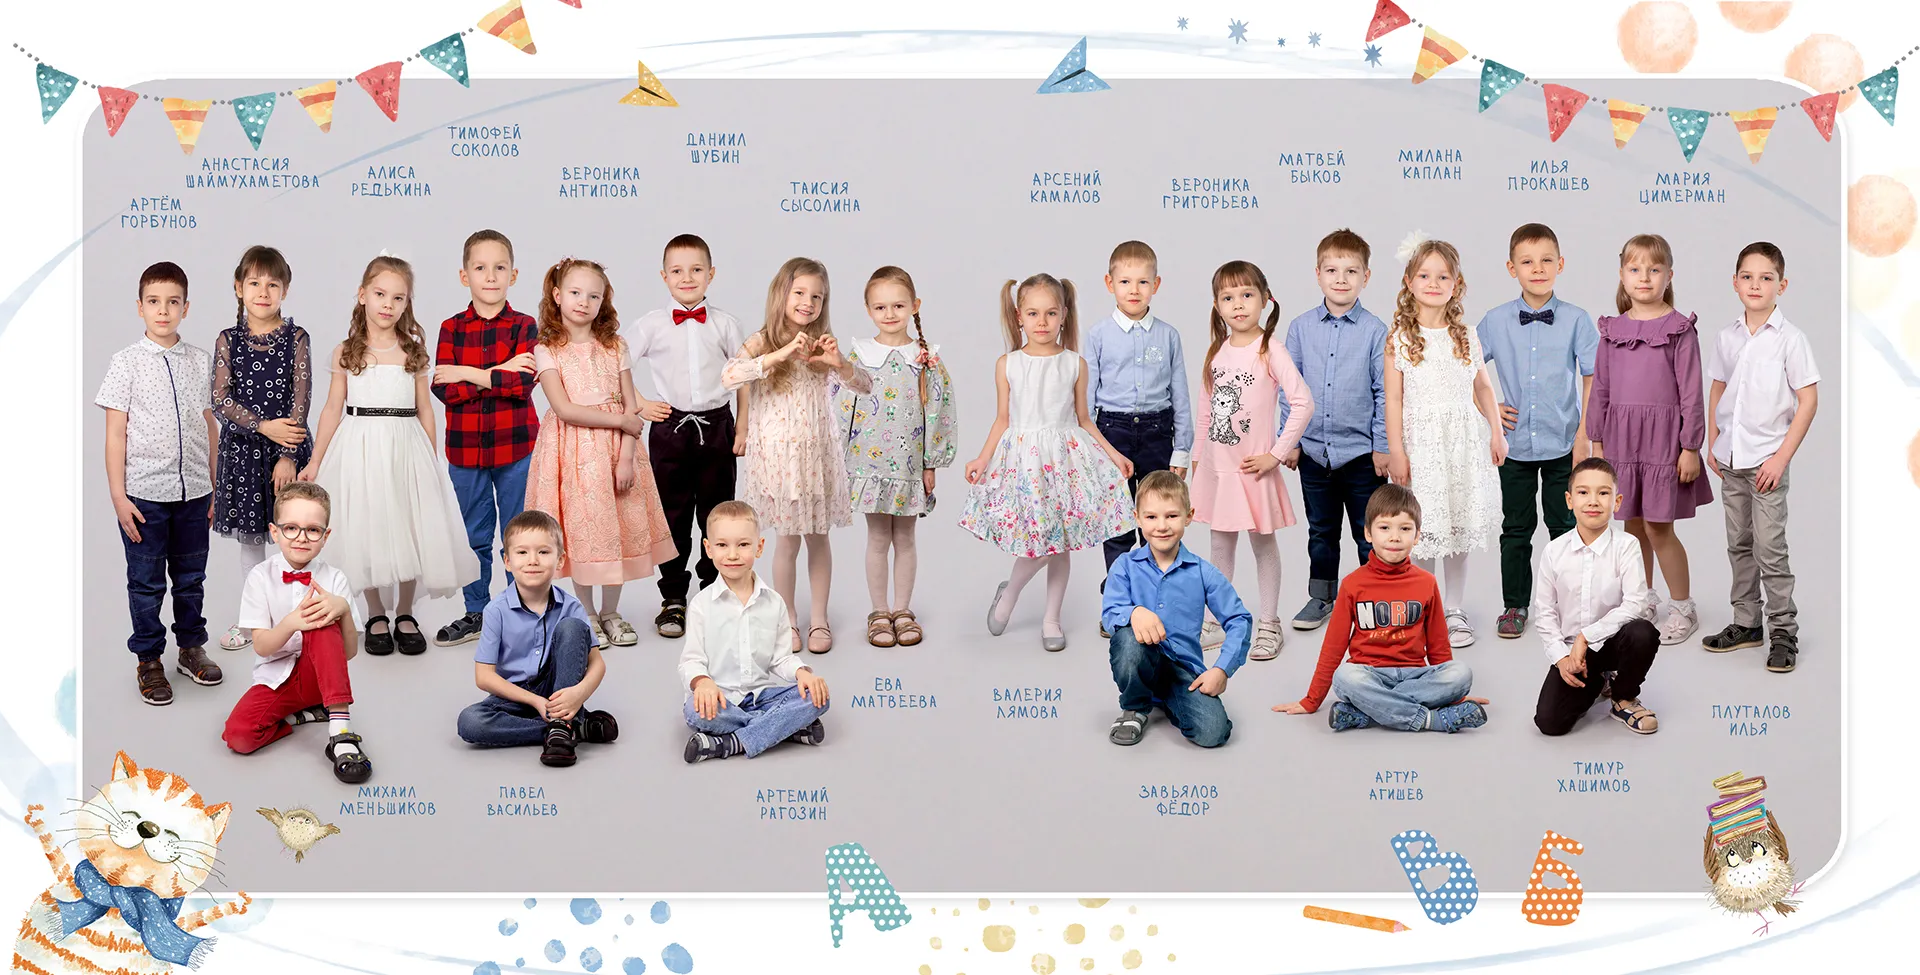 АРТЁМ
ГОРБУНОВ
АНАСТАСИЯ
ШАЙМУХАМЕТОВА
АЛИСА
РЕДЬКИНА
ТИМОФЕЙ
СОКОЛОВ
ВЕРОНИКА
АНТИПОВА
ДАНИИЛ
ШУБИН
ТАИСИЯ
СЫСОЛИНА
АРСЕНИЙ
КАМАЛОВ
ВЕРОНИКА
ГРИГОРЬЕВА
МАТВЕЙ
БЫКОВ
МИЛАНА
КАПЛАН
ИЛЬЯ
ПРОКАШЕВ
МАРИЯ
ЦИМЕРМАН
NORD
ЕВА
МАТВЕЕВА
ВАЛЕРИЯ
ЛЯМОВА
ПЛУТАЛОВ
ИЛЬЯ
МИХАИЛ
МЕНЬШИКОВ
ПАВЕЛ
ВАСИЛЬЕВ
АРТЕМИЙ
РАГОЗИН
ЗАВЬЯЛОВ
ФЁДОР
АРТУР
АГИШЕВ
ТИМУР
ХАШИМОВ
А
В Б